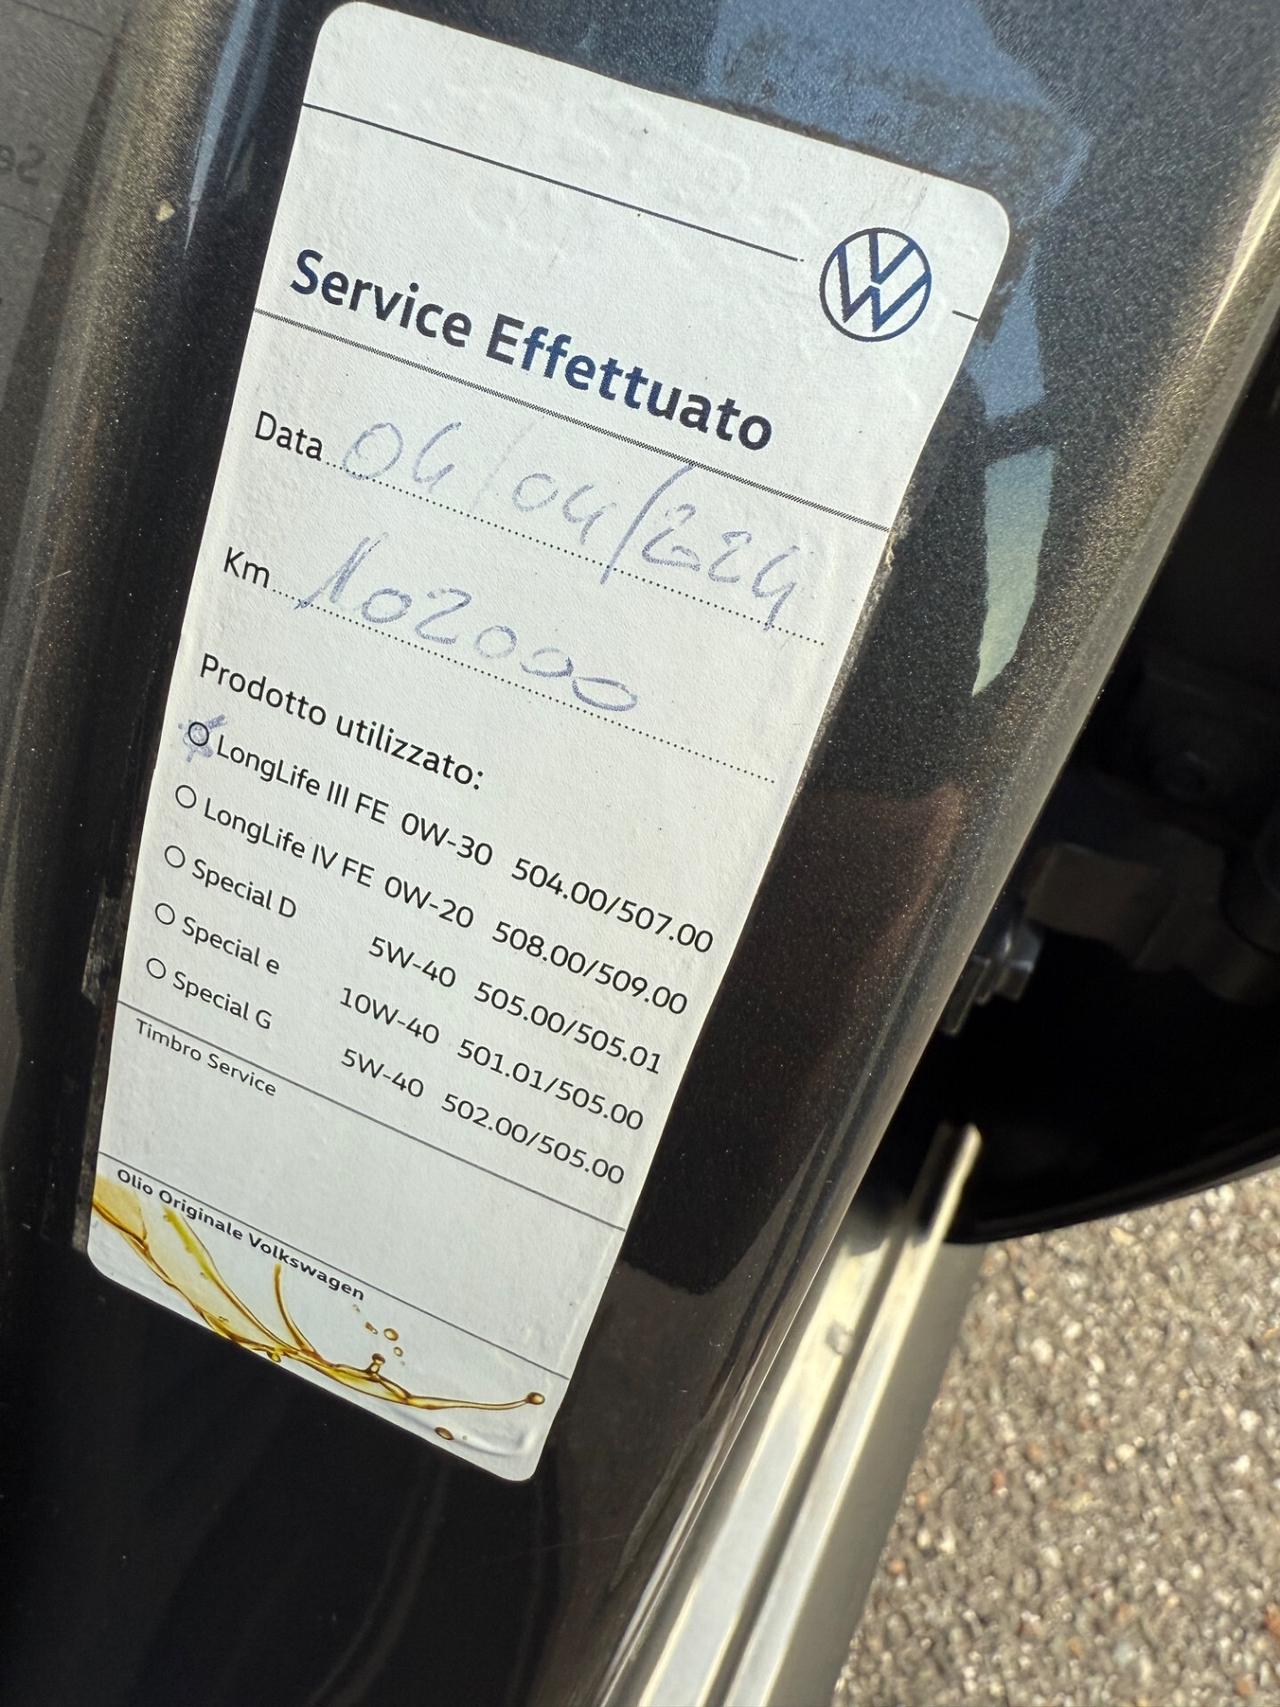 Service Effettuato
Data 04/04/224
Km 102000
Prodotto utilizzato:
LongLife III FE 0W-30 504.00/507.00
LongLife IV FE 0W-20 508.00/509.00
Special D 5W-40 505.00/505.01
Special e 10W-40 501.01/505.00
Special G 5W-40 502.00/505.00
Timbro Service
Olio Originale Volkswagen